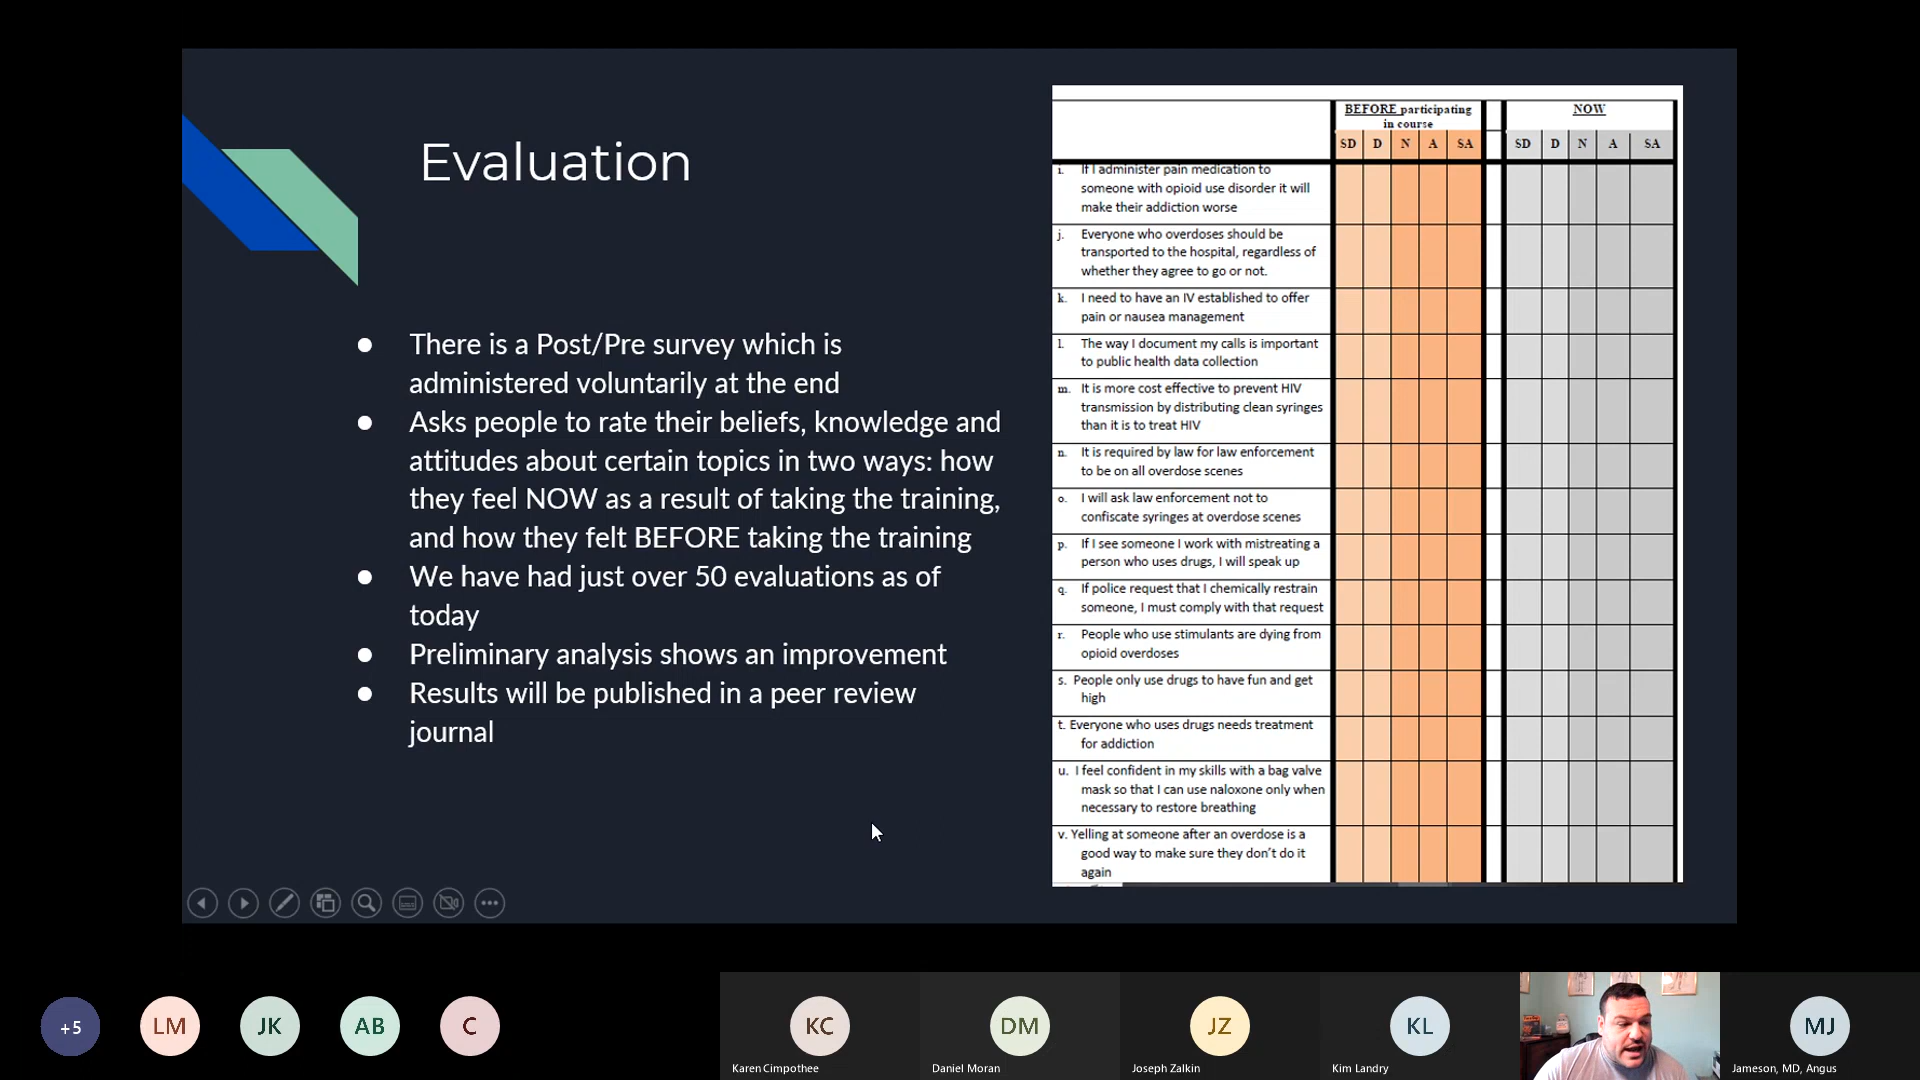 Evaluation
● There is a Post/Pre survey which is
administered voluntarily at the end
● Asks people to rate their beliefs, knowledge and
attitudes about certain topics in two ways: how
they feel NOW as a result of taking the training,
and how they felt BEFORE taking the training
● We have had just over 50 evaluations as of
today
● Preliminary analysis shows an improvement
● Results will be published in a peer review
journal
BEFORE participating
in course
NOW
SD D N A SA SD D N A SA
i. If I administer pain medication to
someone with opioid use disorder it will
make their addiction worse
j. Everyone who overdoses should be
transported to the hospital, regardless of
whether they agree to go or not.
k. I need to have an IV established to offer
pain or nausea management
l. The way I document my calls is important
to public health data collection
m. It is more cost effective to prevent HIV
transmission by distributing clean syringes
than it is to treat HIV
n. It is required by law for law enforcement
to be on all overdose scenes
o. I will ask law enforcement not to
confiscate syringes at overdose scenes
p. If I see someone I work with mistreating a
person who uses drugs, I will speak up
q. If police request that I chemically restrain
someone, I must comply with that request
r. People who use stimulants are dying from
opioid overdoses
s. People only use drugs to have fun and get
high
t. Everyone who uses drugs needs treatment
for addiction
u. I feel confident in my skills with a bag valve
mask so that I can use naloxone only when
necessary to restore breathing
v. Yelling at someone after an overdose is a
good way to make sure they don't do it
again
+5 LM JK AB C KC DM JZ KL MJ
Karen Cimpothee Daniel Moran Joseph Zalkin Kim Landry Jameson, MD, Angus